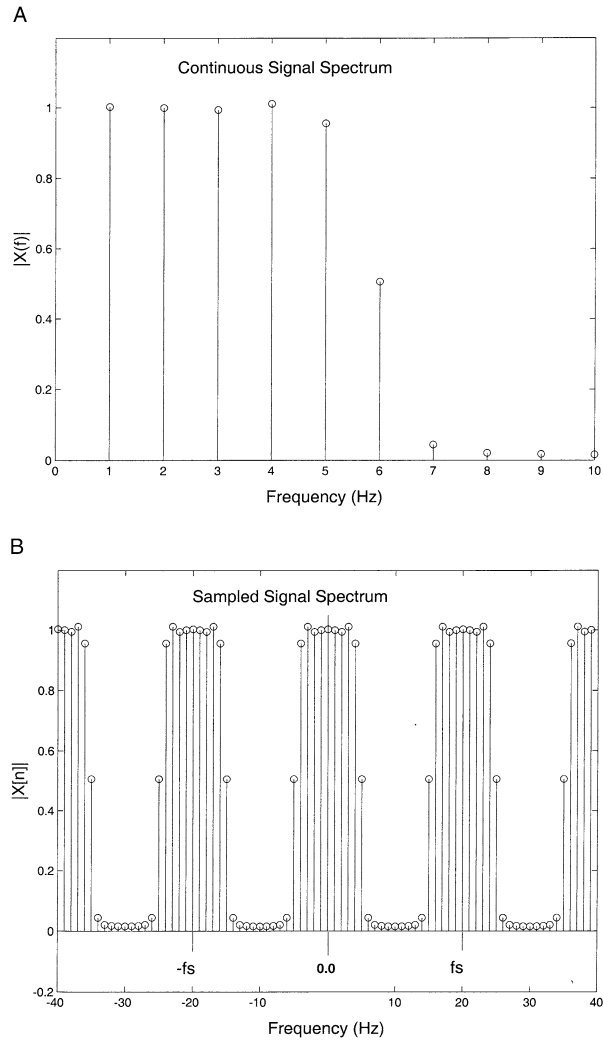 A
Continuous Signal Spectrum
1
0.8
0.6
0.4
0.2
0
|X(f)|
0 1 2 3 4 5 6 7 8 9 10
Frequency (Hz)
B
Sampled Signal Spectrum
1
0.8
0.6
0.4
0.2
0
-0.2
|X[n]|
-fs 0.0 fs
-40 -30 -20 -10 0 10 20 30 40
Frequency (Hz)